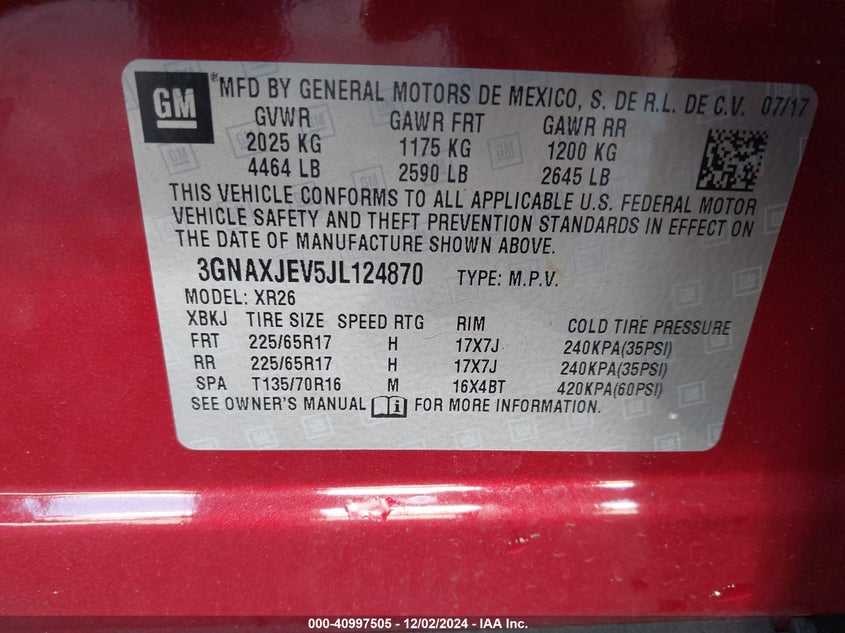 GM
® MFD BY GENERAL MOTORS DE MEXICO, S. DE R.L. DE C.V. 07/17
GVWR GAWR FRT GAWR RR
2025 KG 1175 KG 1200 KG
4464 LB 2590 LB 2645 LB
THIS VEHICLE CONFORMS TO ALL APPLICABLE U.S. FEDERAL MOTOR
VEHICLE SAFETY AND THEFT PREVENTION STANDARDS IN EFFECT ON
THE DATE OF MANUFACTURE SHOWN ABOVE.
3GNAXJEV5JL124870 TYPE: M.P.V.
MODEL: XR26
XBKJ TIRE SIZE SPEED RTG RIM COLD TIRE PRESSURE
FRT 225/65R17 H 17X7J 240KPA(35PSI)
RR 225/65R17 H 17X7J 240KPA(35PSI)
SPA T135/70R16 M 16X4BT 420KPA(60PSI)
SEE OWNER'S MANUAL i FOR MORE INFORMATION.
000-40997505 - 12/02/2024 - IAA Inc.